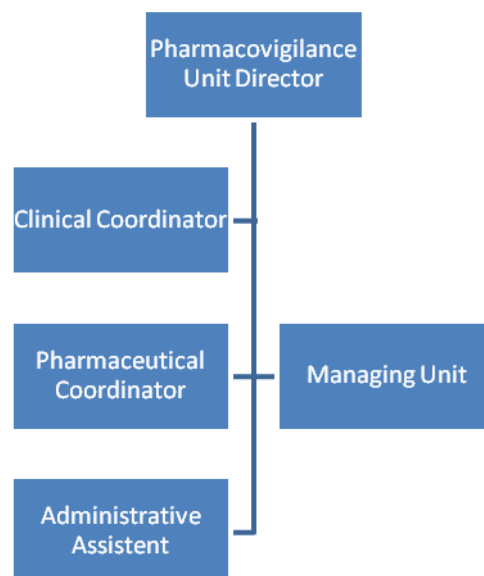 Pharmacovigilance
Unit Director
Clinical Coordinator
Pharmaceutical
Coordinator
Managing Unit
Administrative
Assistent